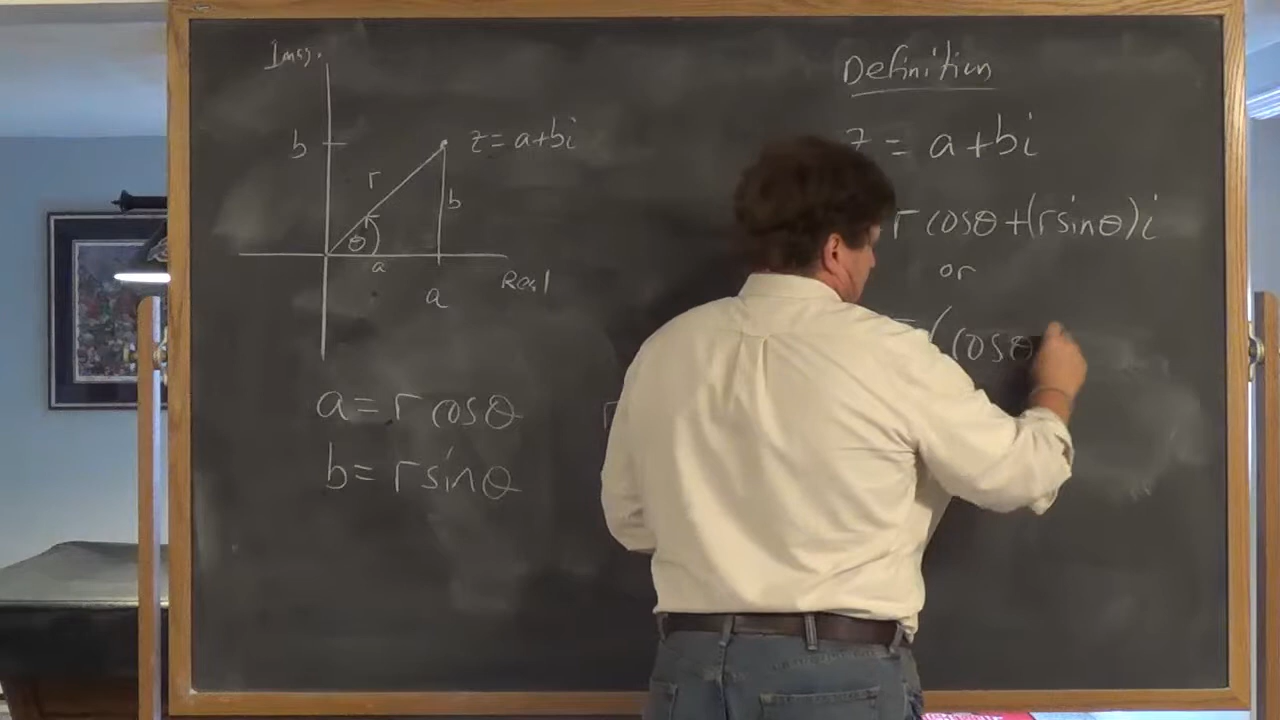 Imag.
b
z = a+bi
r
b
θ
a
Real
a
a = r cosθ
b = r sinθ
Definition
z = a+bi
r cosθ+(r sinθ)i
or
(cosθ